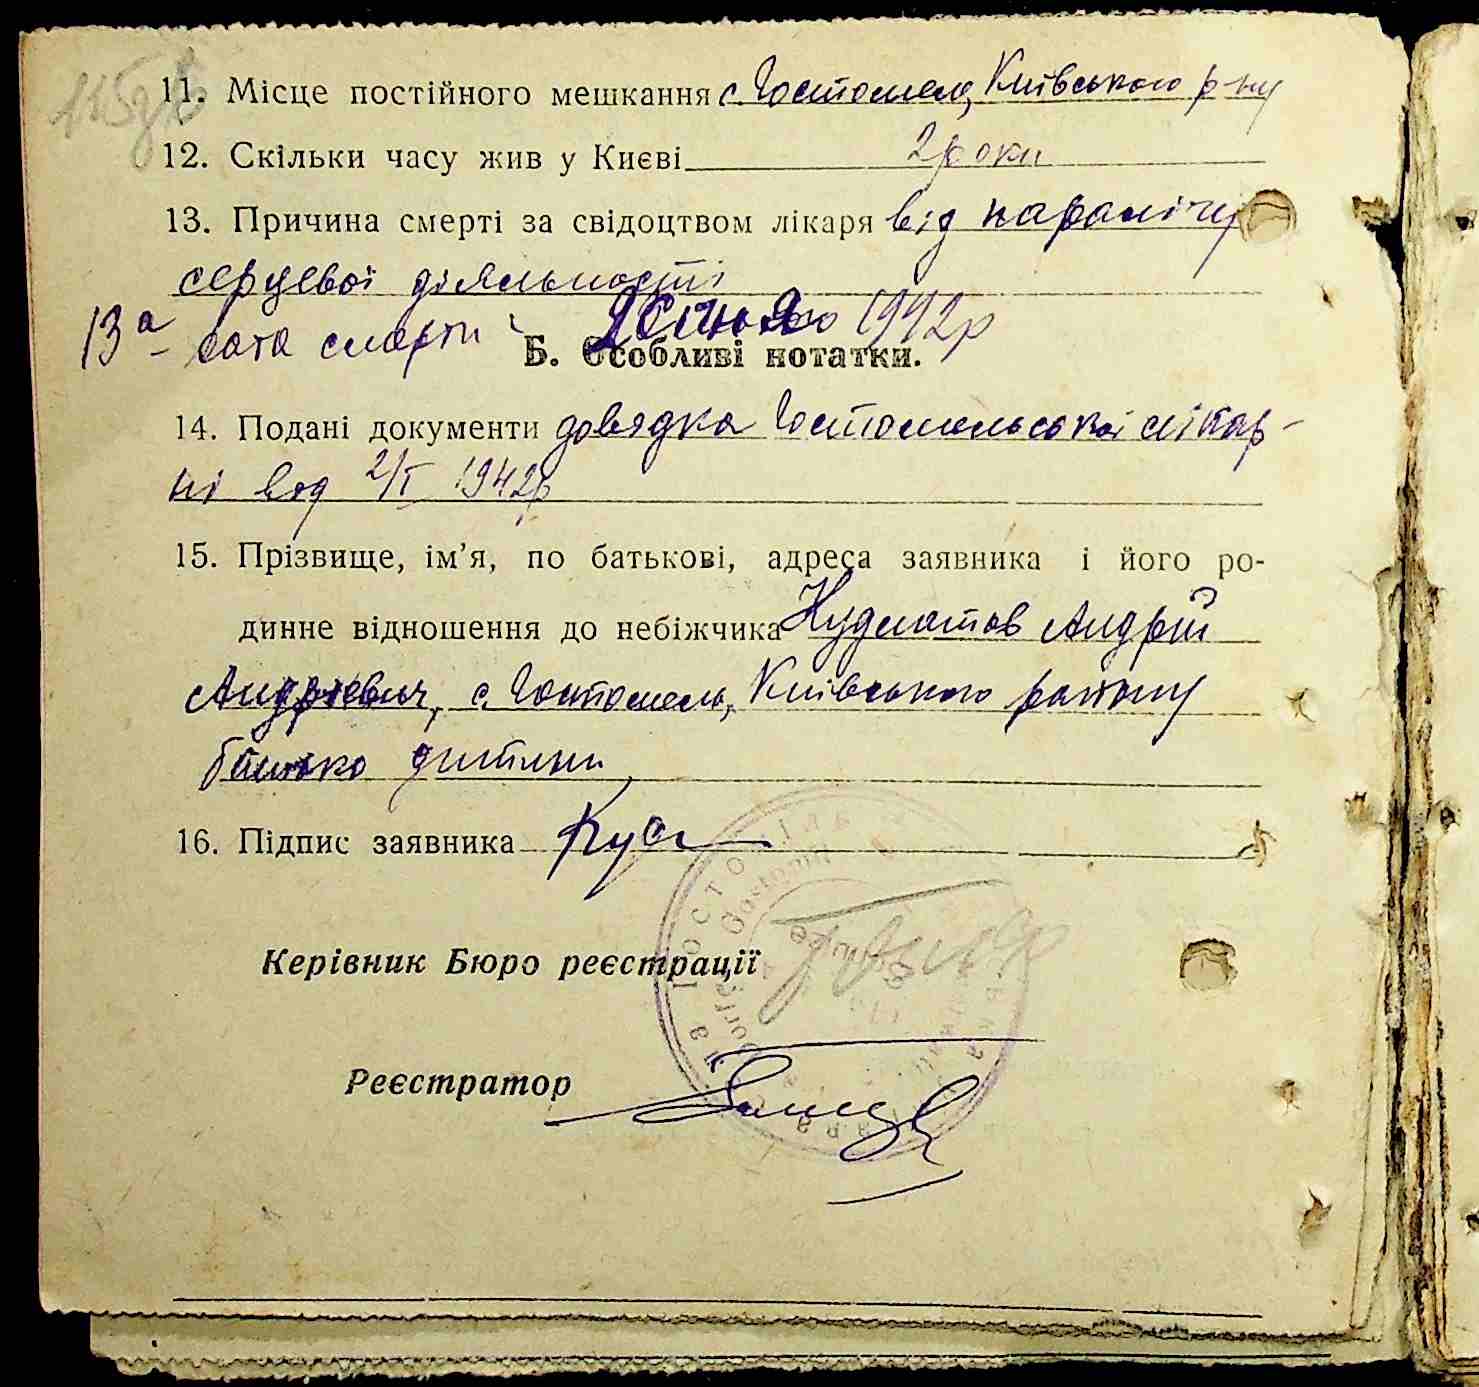 11. Місце постійного мешкання с. Гостомель, Київського р-ну
12. Скільки часу жив у Києві 2 роки
13. Причина смерті за свідоцтвом лікаря від паралічу
серцевої діяльності
13а дата смерти 1942р
Б. Особливі нотатки.
14. Подані документи довядка Гостомельської лікар-
ні від 2/I 1942р
15. Прізвище, ім’я, по батькові, адреса заявника і його ро-
динне відношення до небіжчика Андрій
Андрієвич, с. Гостомель, Київського району
батько дитини
16. Підпис заявника
Керівник Бюро реєстрації
Реєстратор